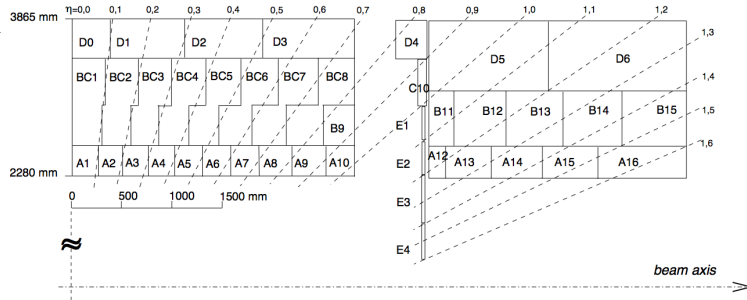 3865 mm η=0,0 0,1 0,2 0,3 0,4 0,5 0,6 0,7 0,8 0,9 1,0 1,1 1,2
1,3
D0 D1 D2 D3 D4 D5 D6
1,4
BC1 BC2 BC3 BC4 BC5 BC6 BC7 BC8 C10
1,5
B9 E1 B11 B12 B13 B14 B15
1,6
2280 mm A1 A2 A3 A4 A5 A6 A7 A8 A9 A10 E2 A12 A13 A14 A15 A16
0 500 1000 1500 mm
E3
E4
≈
beam axis